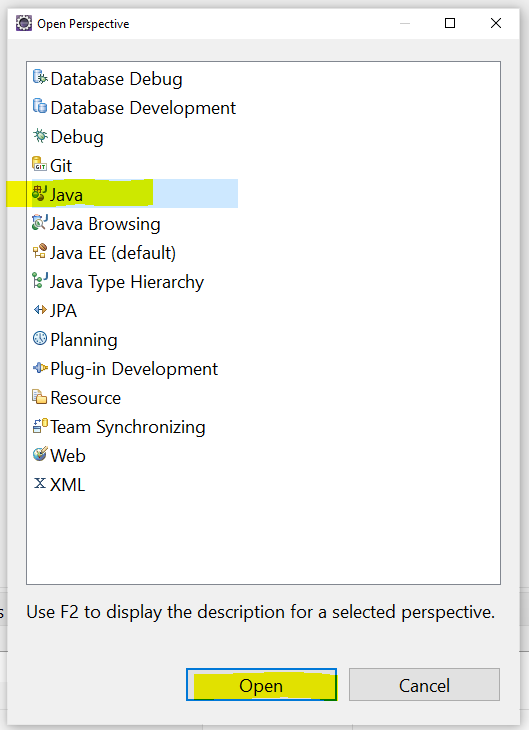 Open Perspective
Database Debug
Database Development
Debug
Git
Java
Java Browsing
Java EE (default)
Java Type Hierarchy
JPA
Planning
Plug-in Development
Resource
Team Synchronizing
Web
XML
s
Use F2 to display the description for a selected perspective.
Open
Cancel